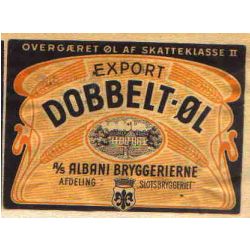 OVERGÆRET ØL AF SKATTEKLASSE II
EXPORT
DOBBELT-ØL
A/S ALBANI BRYGGERIERNE
AFDELING SLOTSBRYGGERIET